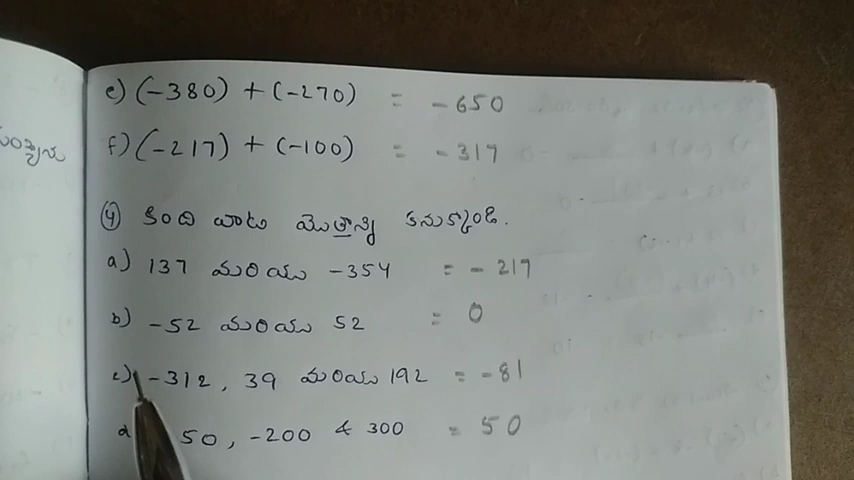 e) (-380) + (-270) = -650
f) (-217) + (-100) = -317
④ కింది వాటి మొత్తాన్ని కనుక్కోండి.
a) 137 మరియు -354 = -217
b) -52 మరియు 52 = 0
c) -312, 39 మరియు 192 = -81
d 50, -200 & 300 = 50